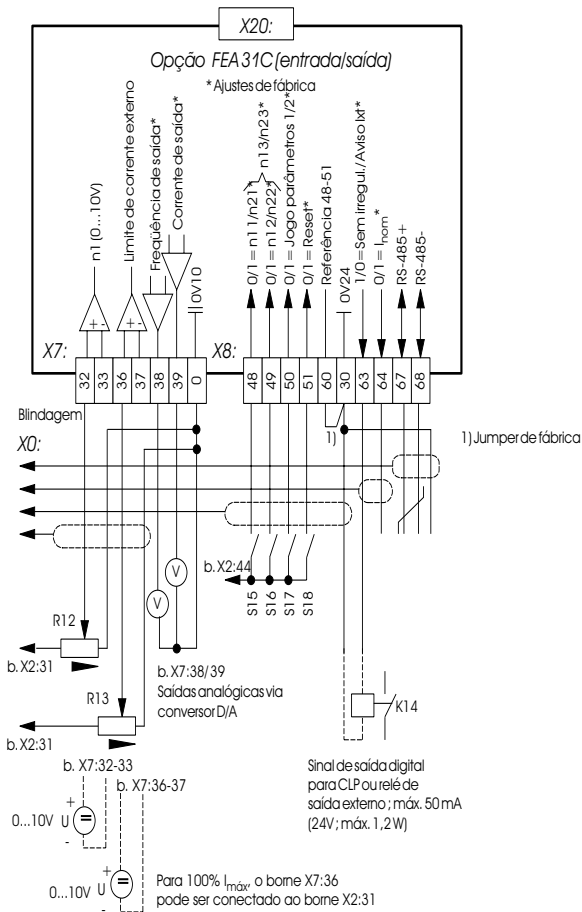 X20:
Opção FEA31C (entrada/saída)
*Ajustes de fábrica
n1 (0...10V)
Limite de corrente externo
Freqüência de saída*
Corrente de saída*
0V10
0/1 = n11/n21*
0/1 = n12/n22*
n13/n23*
0/1 = Jogo parâmetros 1/2*
0/1 = Reset*
Referência 48-51
0V24
1/0 = Sem irregul./Aviso Ixt*
0/1 = Inom*
RS-485+
RS-485-
+ -
+ -
X7:
X8:
32 33 36 37 38 39 0
48 49 50 51 60 30 63 64 67 68
Blindagem
1)
1) Jumper de fábrica
X0:
b. X2:44
V
V
S15
S16
S17
S18
R12
b. X2:31
b. X7:38/39
Saídas analógicas via
conversor D/A
R13
b. X2:31
K14
Sinal de saída digital
para CLP ou relé de
saída externo; máx. 50 mA
(24V; máx. 1,2 W)
b. X7:32-33
b. X7:36-37
+
0...10V U =
-
+
0...10V U =
-
Para 100% Imáx, o borne X7:36
pode ser conectado ao borne X2:31